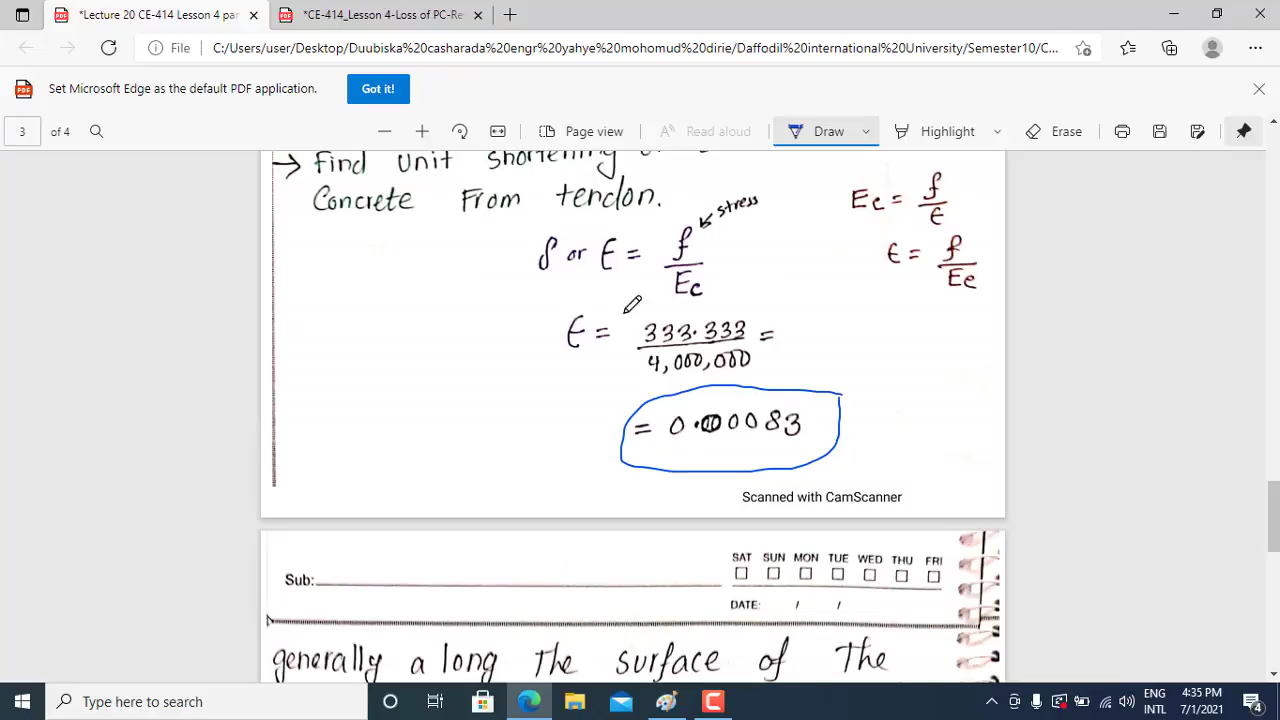 *Lecture 20 CE-414 Lesson 4 par
*CE-414_Lesson 4-Loss of PC-Re
File
C:/Users/user/Desktop/Duubiska%20casharada%20engr%20yahye%20mohomud%20dirie/Daffodil%20international%20University/Semester10/C...
Set Microsoft Edge as the default PDF application.
Got it!
3 of 4
Page view
Read aloud
Draw
Highlight
Erase
→ Find Unit shortening
Concrete From tendon.
stress
δ or ϵ = f / Ec
Ec = f / ϵ
ϵ = f / Ec
ϵ = 333.333 / 4,000,000 =
= 0.000083
Scanned with CamScanner
SAT SUN MON TUE WED THU FRI
Sub:
DATE: / /
generally a long The surface of The
Type here to search
ENG
INTL
4:35 PM
7/1/2021
4